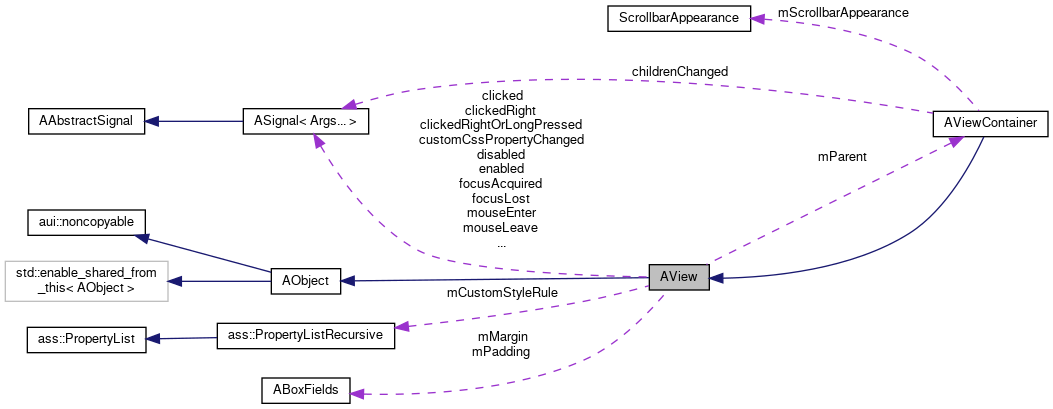 ScrollbarAppearance
mScrollbarAppearance
childrenChanged
clicked
clickedRight
clickedRightOrLongPressed
customCssPropertyChanged
disabled
enabled
focusAcquired
focusLost
mouseEnter
mouseLeave
...
AAbstractSignal
ASignal< Args... >
AViewContainer
mParent
aui::noncopyable
std::enable_shared_from
_this< AObject >
AObject
AView
mCustomStyleRule
ass::PropertyList
ass::PropertyListRecursive
mMargin
mPadding
ABoxFields